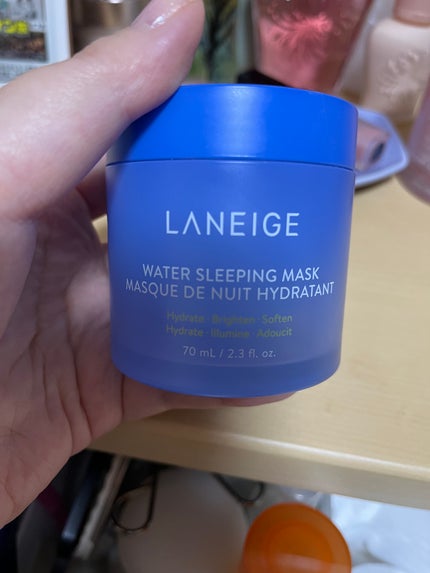 LANEIGE
WATER SLEEPING MASK
MASQUE DE NUIT HYDRATANT
Hydrate · Brighten · Soften
Hydrate · Illumine · Adoucit
70 mL / 2.3 fl. oz.